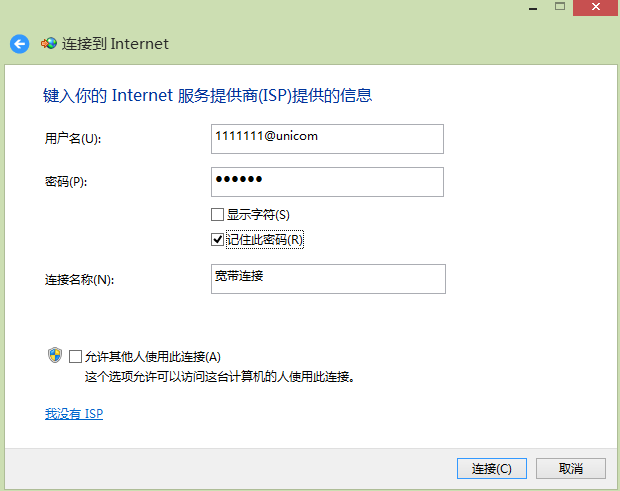 连接到 Internet
键入你的 Internet 服务提供商(ISP)提供的信息
用户名(U):
1111111@unicom
密码(P):
●●●●●●
显示字符(S)
记住此密码(R)
连接名称(N):
宽带连接
允许其他人使用此连接(A)
这个选项允许可以访问这台计算机的人使用此连接。
我没有 ISP
连接(C)
取消